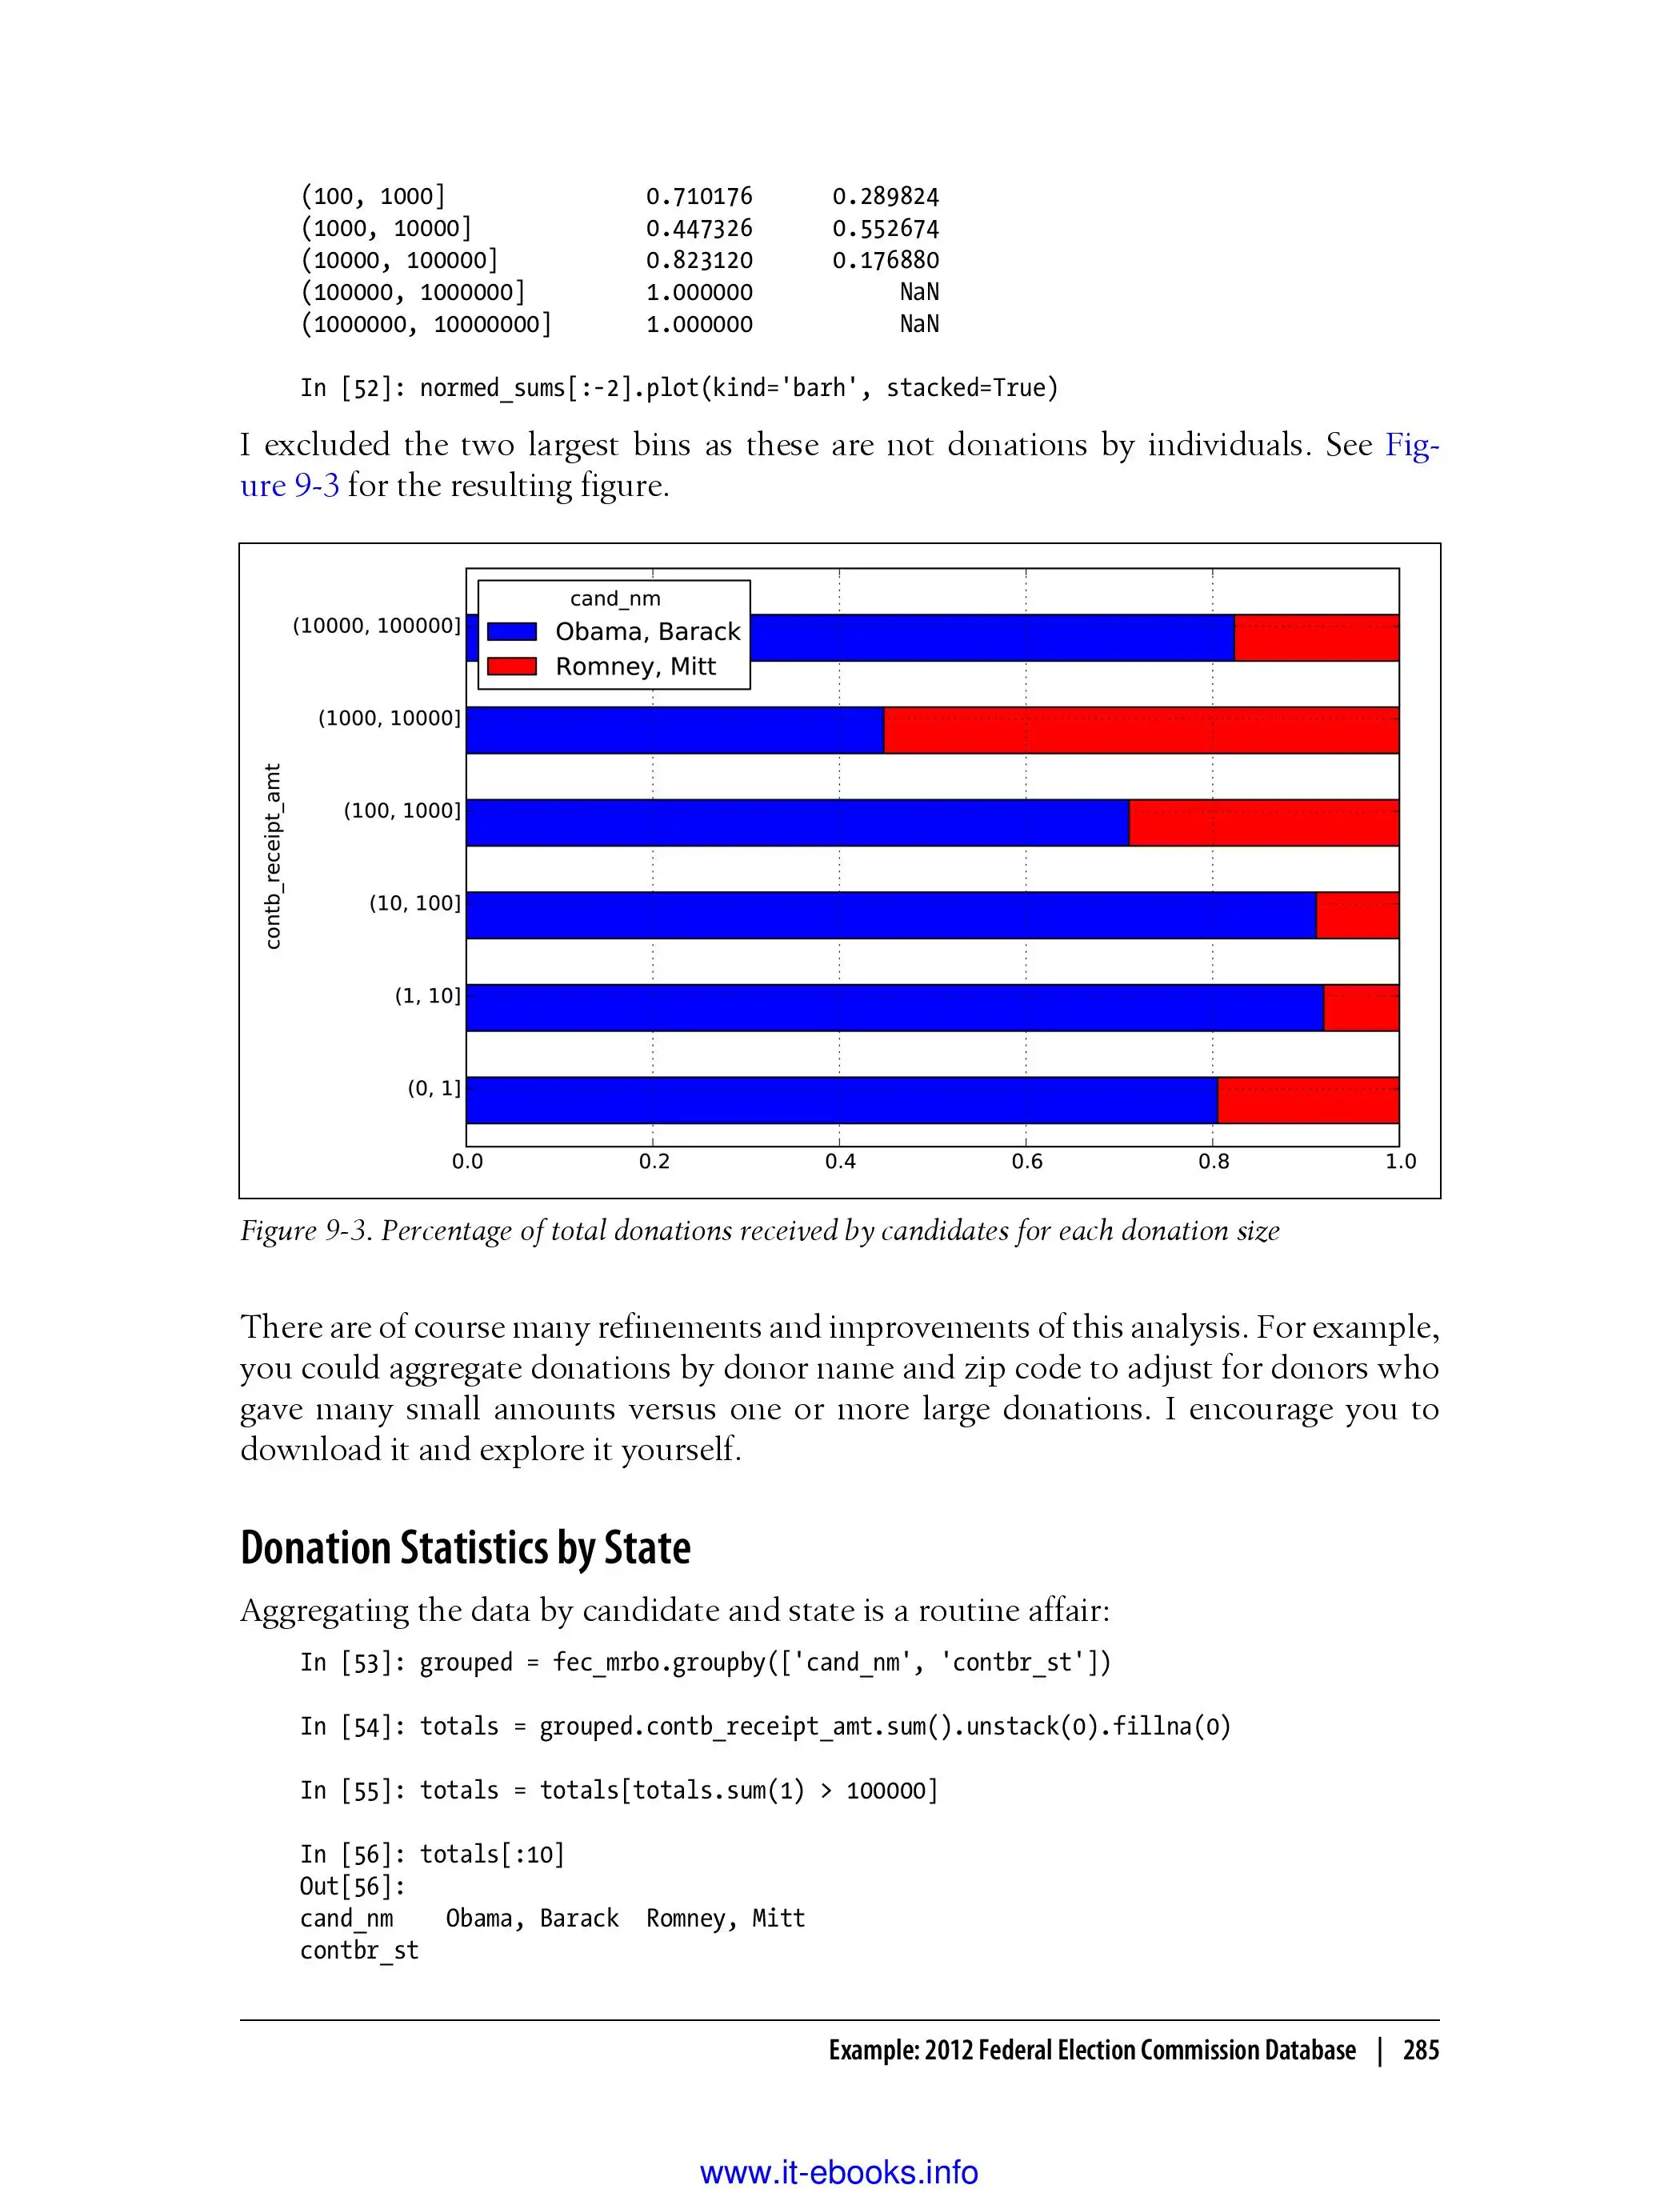 (100, 1000] 0.710176 0.289824
(1000, 10000] 0.447326 0.552674
(10000, 100000] 0.823120 0.176880
(100000, 1000000] 1.000000 NaN
(1000000, 10000000] 1.000000 NaN
In [52]: normed_sums[:-2].plot(kind='barh', stacked=True)
I excluded the two largest bins as these are not donations by individuals. See Fig-
ure 9-3 for the resulting figure.
cand_nm
Obama, Barack
Romney, Mitt
(10000, 100000]
(1000, 10000]
(100, 1000]
(10, 100]
(1, 10]
(0, 1]
contb_receipt_amt
0.0 0.2 0.4 0.6 0.8 1.0
Figure 9-3. Percentage of total donations received by candidates for each donation size
There are of course many refinements and improvements of this analysis. For example,
you could aggregate donations by donor name and zip code to adjust for donors who
gave many small amounts versus one or more large donations. I encourage you to
download it and explore it yourself.
Donation Statistics by State
Aggregating the data by candidate and state is a routine affair:
In [53]: grouped = fec_mrbo.groupby(['cand_nm', 'contbr_st'])
In [54]: totals = grouped.contb_receipt_amt.sum().unstack(0).fillna(0)
In [55]: totals = totals[totals.sum(1) > 100000]
In [56]: totals[:10]
Out[56]:
cand_nm Obama, Barack Romney, Mitt
contbr_st
Example: 2012 Federal Election Commission Database | 285
www.it-ebooks.info